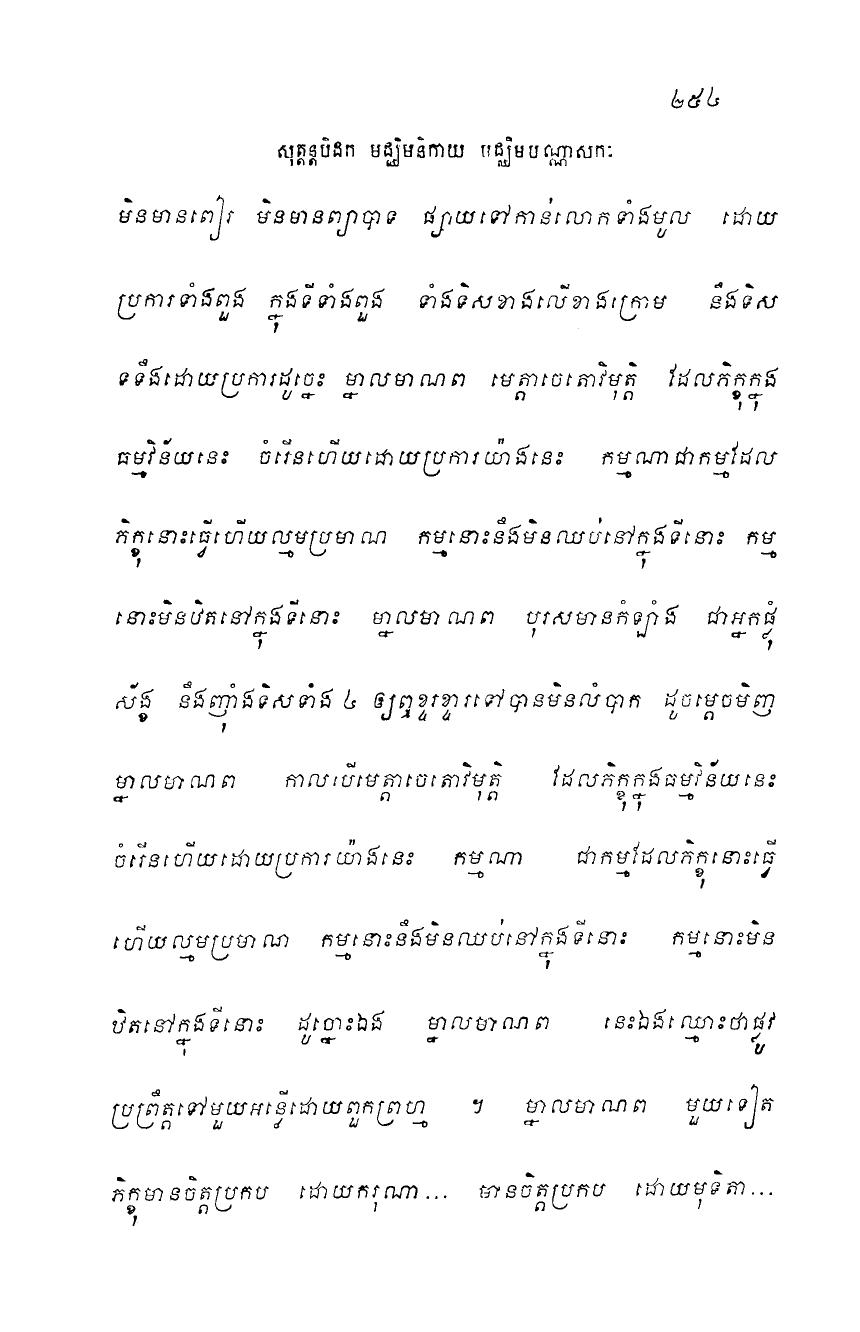 ២៥៤
សុត្តន្តបិដក មជ្ឈិមនិកាយ មជ្ឈិមបណ្ណាសកៈ
មិនមានពៀរ មិនមានព្យាបាទ ផ្សាយទៅកាន់លោកទាំងមូល ដោយ
ប្រការទាំងពួង ក្នុងទីទាំងពួង ទាំងទិសខាងលើខាងក្រោម នឹងទិស
ទទឹងដោយប្រការដូច្នេះ ម្នាលមាណព មេត្តាចេតោវិមុត្តិ ដែលភិក្ខុក្នុង
ធម្មវិន័យនេះ ចំរើនហើយដោយប្រការយ៉ាងនេះ កម្មណាជាកម្មដែល
ភិក្ខុនោះធ្វើហើយល្មមប្រមាណ កម្មនោះនឹងមិនឈប់នៅក្នុងទីនោះ កម្ម
នោះមិនឋិតនៅក្នុងទីនោះ ម្នាលមាណព បុរសមានកំឡាំង ជាអ្នកផ្លុំ
ស័ង្ខ នឹងញ៉ាំងទិសទាំង ៤ ឲ្យឮខ្ទរខ្ទារទៅបានមិនលំបាក ដូចម្តេចមិញ
ម្នាលមាណព កាលបើមេត្តាចេតោវិមុត្តិ ដែលភិក្ខុក្នុងធម្មវិន័យនេះ
ចំរើនហើយដោយប្រការយ៉ាងនេះ កម្មណា ជាកម្មដែលភិក្ខុនោះធ្វើ
ហើយល្មមប្រមាណ កម្មនោះនឹងមិនឈប់នៅក្នុងទីនោះ កម្មនោះមិន
ឋិតនៅក្នុងទីនោះ ដូច្នោះឯង ម្នាលមាណព នេះឯងឈ្មោះថាផ្លូវ
ប្រព្រឹត្តទៅមួយអន្លើដោយពួកព្រហ្ម ។ ម្នាលមាណព មួយទៀត
ភិក្ខុមានចិត្តប្រកប ដោយករុណា... មានចិត្តប្រកប ដោយមុទិតា...